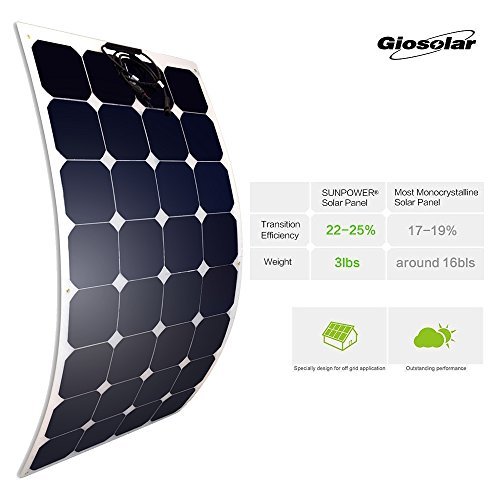 Giosolar
SUNPOWER®
Solar Panel
Most Monocrystalline
Solar Panel
Transition
Efficiency
22-25%
17-19%
Weight
3lbs
around 16bls
Specially design for off grid application
Outstanding performance